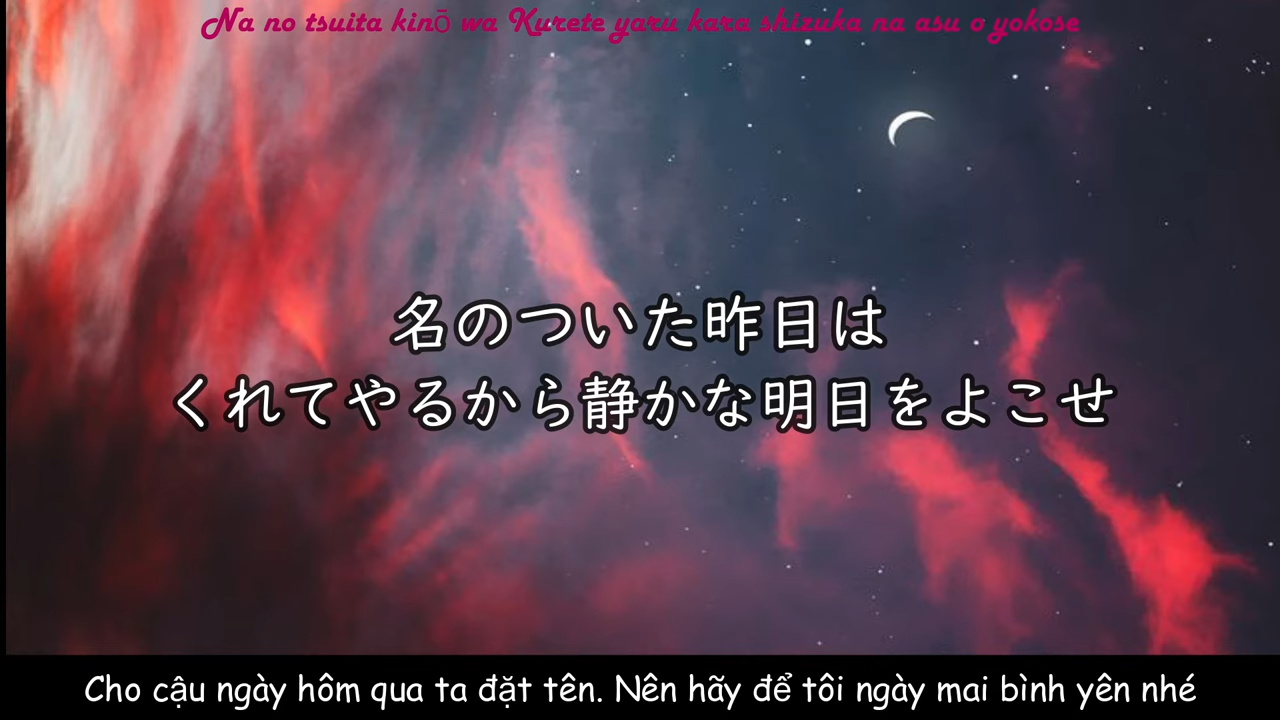 Na no tsuita kinō wa Kurete yaru kara shizuka na asu o yokose
名のついた昨日は
くれてやるから静かな明日をよこせ
Cho cậu ngày hôm qua ta đặt tên. Nên hãy để tôi ngày mai bình yên nhé